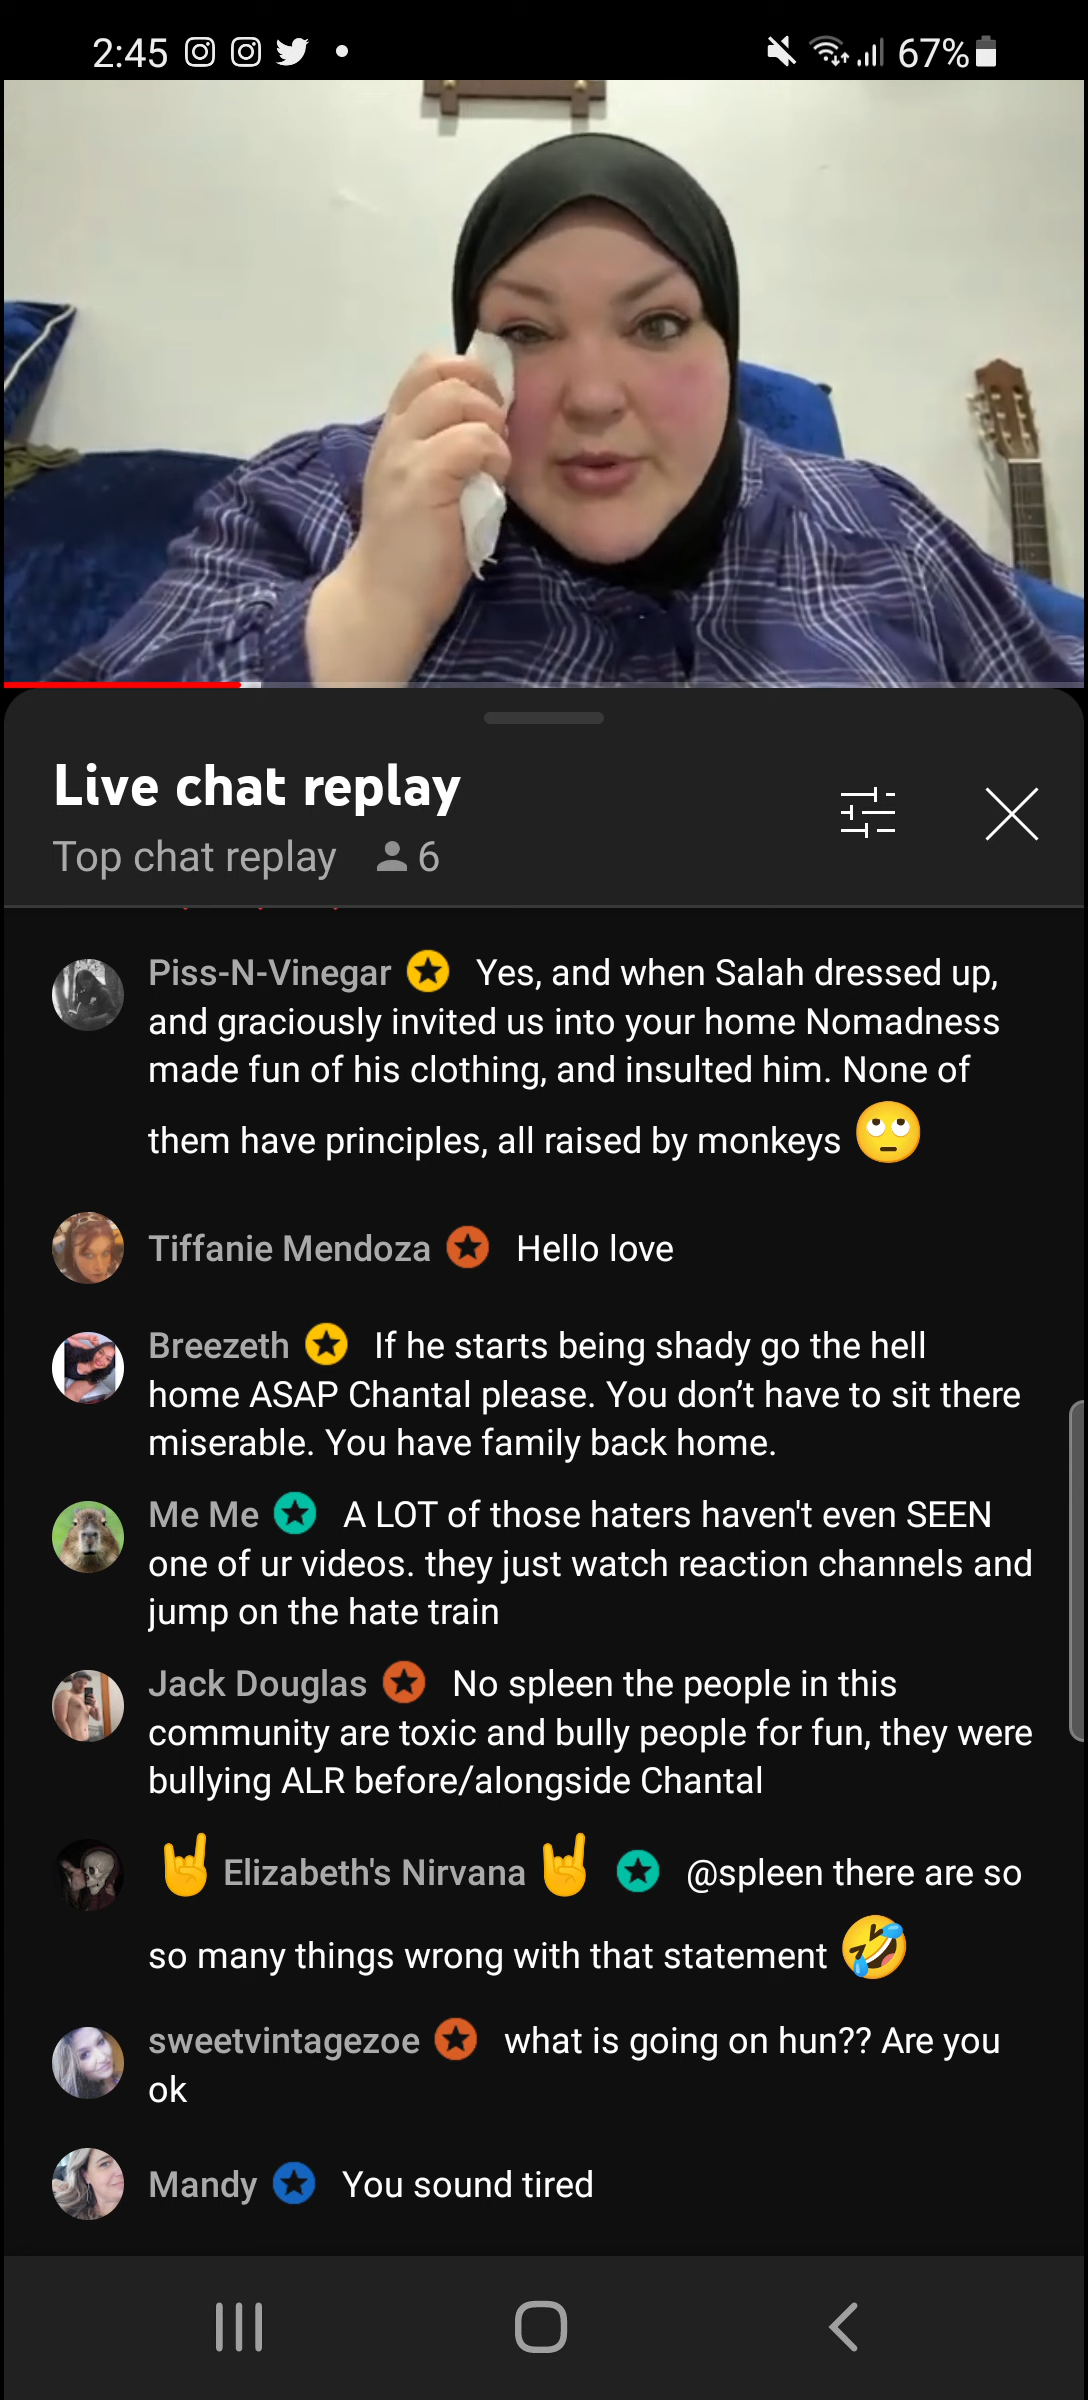 2:45 67%
Live chat replay
Top chat replay 6
Piss-N-Vinegar Yes, and when Salah dressed up,
and graciously invited us into your home Nomadness
made fun of his clothing, and insulted him. None of
them have principles, all raised by monkeys 🙄
Tiffanie Mendoza Hello love
Breezeth If he starts being shady go the hell
home ASAP Chantal please. You don’t have to sit there
miserable. You have family back home.
Me Me A LOT of those haters haven't even SEEN
one of ur videos. they just watch reaction channels and
jump on the hate train
Jack Douglas No spleen the people in this
community are toxic and bully people for fun, they were
bullying ALR before/alongside Chantal
🤘Elizabeth's Nirvana🤘 @spleen there are so
so many things wrong with that statement 🤣
sweetvintagezoe what is going on hun?? Are you
ok
Mandy You sound tired